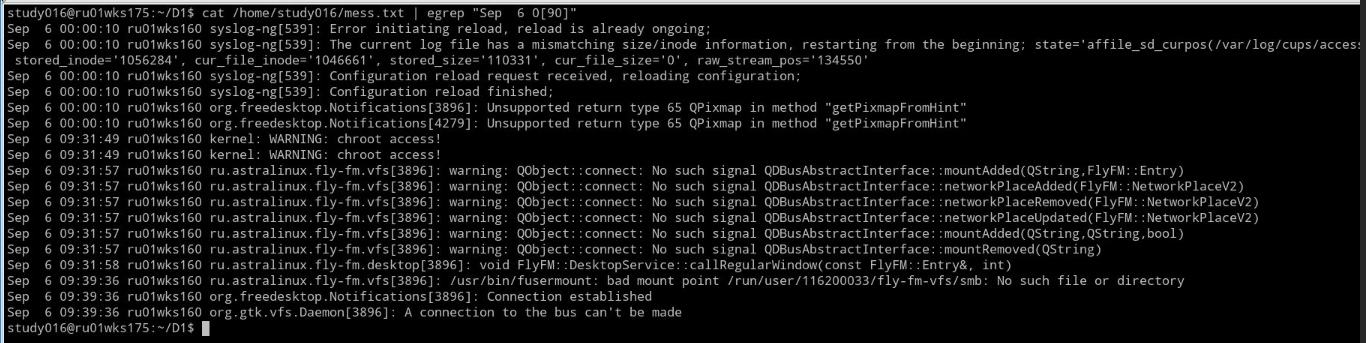 study016@ru01wks175:~/D1$ cat /home/study016/mess.txt | egrep "Sep  6 0[90]"
Sep  6 00:00:10 ru01wks160 syslog-ng[539]: Error initiating reload, reload is already ongoing;
Sep  6 00:00:10 ru01wks160 syslog-ng[539]: The current log file has a mismatching size/inode information, restarting from the beginning; state='affile_sd_curpos(/var/log/cups/access
 stored_inode='1056284', cur_file_inode='1046661', stored_size='110331', cur_file_size='0', raw_stream_pos='134550'
Sep  6 00:00:10 ru01wks160 syslog-ng[539]: Configuration reload request received, reloading configuration;
Sep  6 00:00:10 ru01wks160 syslog-ng[539]: Configuration reload finished;
Sep  6 00:00:10 ru01wks160 org.freedesktop.Notifications[3896]: Unsupported return type 65 QPixmap in method "getPixmapFromHint"
Sep  6 00:00:10 ru01wks160 org.freedesktop.Notifications[4279]: Unsupported return type 65 QPixmap in method "getPixmapFromHint"
Sep  6 09:31:49 ru01wks160 kernel: WARNING: chroot access!
Sep  6 09:31:49 ru01wks160 kernel: WARNING: chroot access!
Sep  6 09:31:57 ru01wks160 ru.astralinux.fly-fm.vfs[3896]: warning: QObject::connect: No such signal QDBusAbstractInterface::mountAdded(QString,FlyFM::Entry)
Sep  6 09:31:57 ru01wks160 ru.astralinux.fly-fm.vfs[3896]: warning: QObject::connect: No such signal QDBusAbstractInterface::networkPlaceAdded(FlyFM::NetworkPlaceV2)
Sep  6 09:31:57 ru01wks160 ru.astralinux.fly-fm.vfs[3896]: warning: QObject::connect: No such signal QDBusAbstractInterface::networkPlaceRemoved(FlyFM::NetworkPlaceV2)
Sep  6 09:31:57 ru01wks160 ru.astralinux.fly-fm.vfs[3896]: warning: QObject::connect: No such signal QDBusAbstractInterface::networkPlaceUpdated(FlyFM::NetworkPlaceV2)
Sep  6 09:31:57 ru01wks160 ru.astralinux.fly-fm.vfs[3896]: warning: QObject::connect: No such signal QDBusAbstractInterface::mountAdded(QString,QString,bool)
Sep  6 09:31:57 ru01wks160 ru.astralinux.fly-fm.vfs[3896]: warning: QObject::connect: No such signal QDBusAbstractInterface::mountRemoved(QString)
Sep  6 09:31:58 ru01wks160 ru.astralinux.fly-fm.desktop[3896]: void FlyFM::DesktopService::callRegularWindow(const FlyFM::Entry&, int)
Sep  6 09:39:36 ru01wks160 ru.astralinux.fly-fm.vfs[3896]: /usr/bin/fusermount: bad mount point /run/user/116200033/fly-fm-vfs/smb: No such file or directory
Sep  6 09:39:36 ru01wks160 org.freedesktop.Notifications[3896]: Connection established
Sep  6 09:39:36 ru01wks160 org.gtk.vfs.Daemon[3896]: A connection to the bus can't be made
study016@ru01wks175:~/D1$